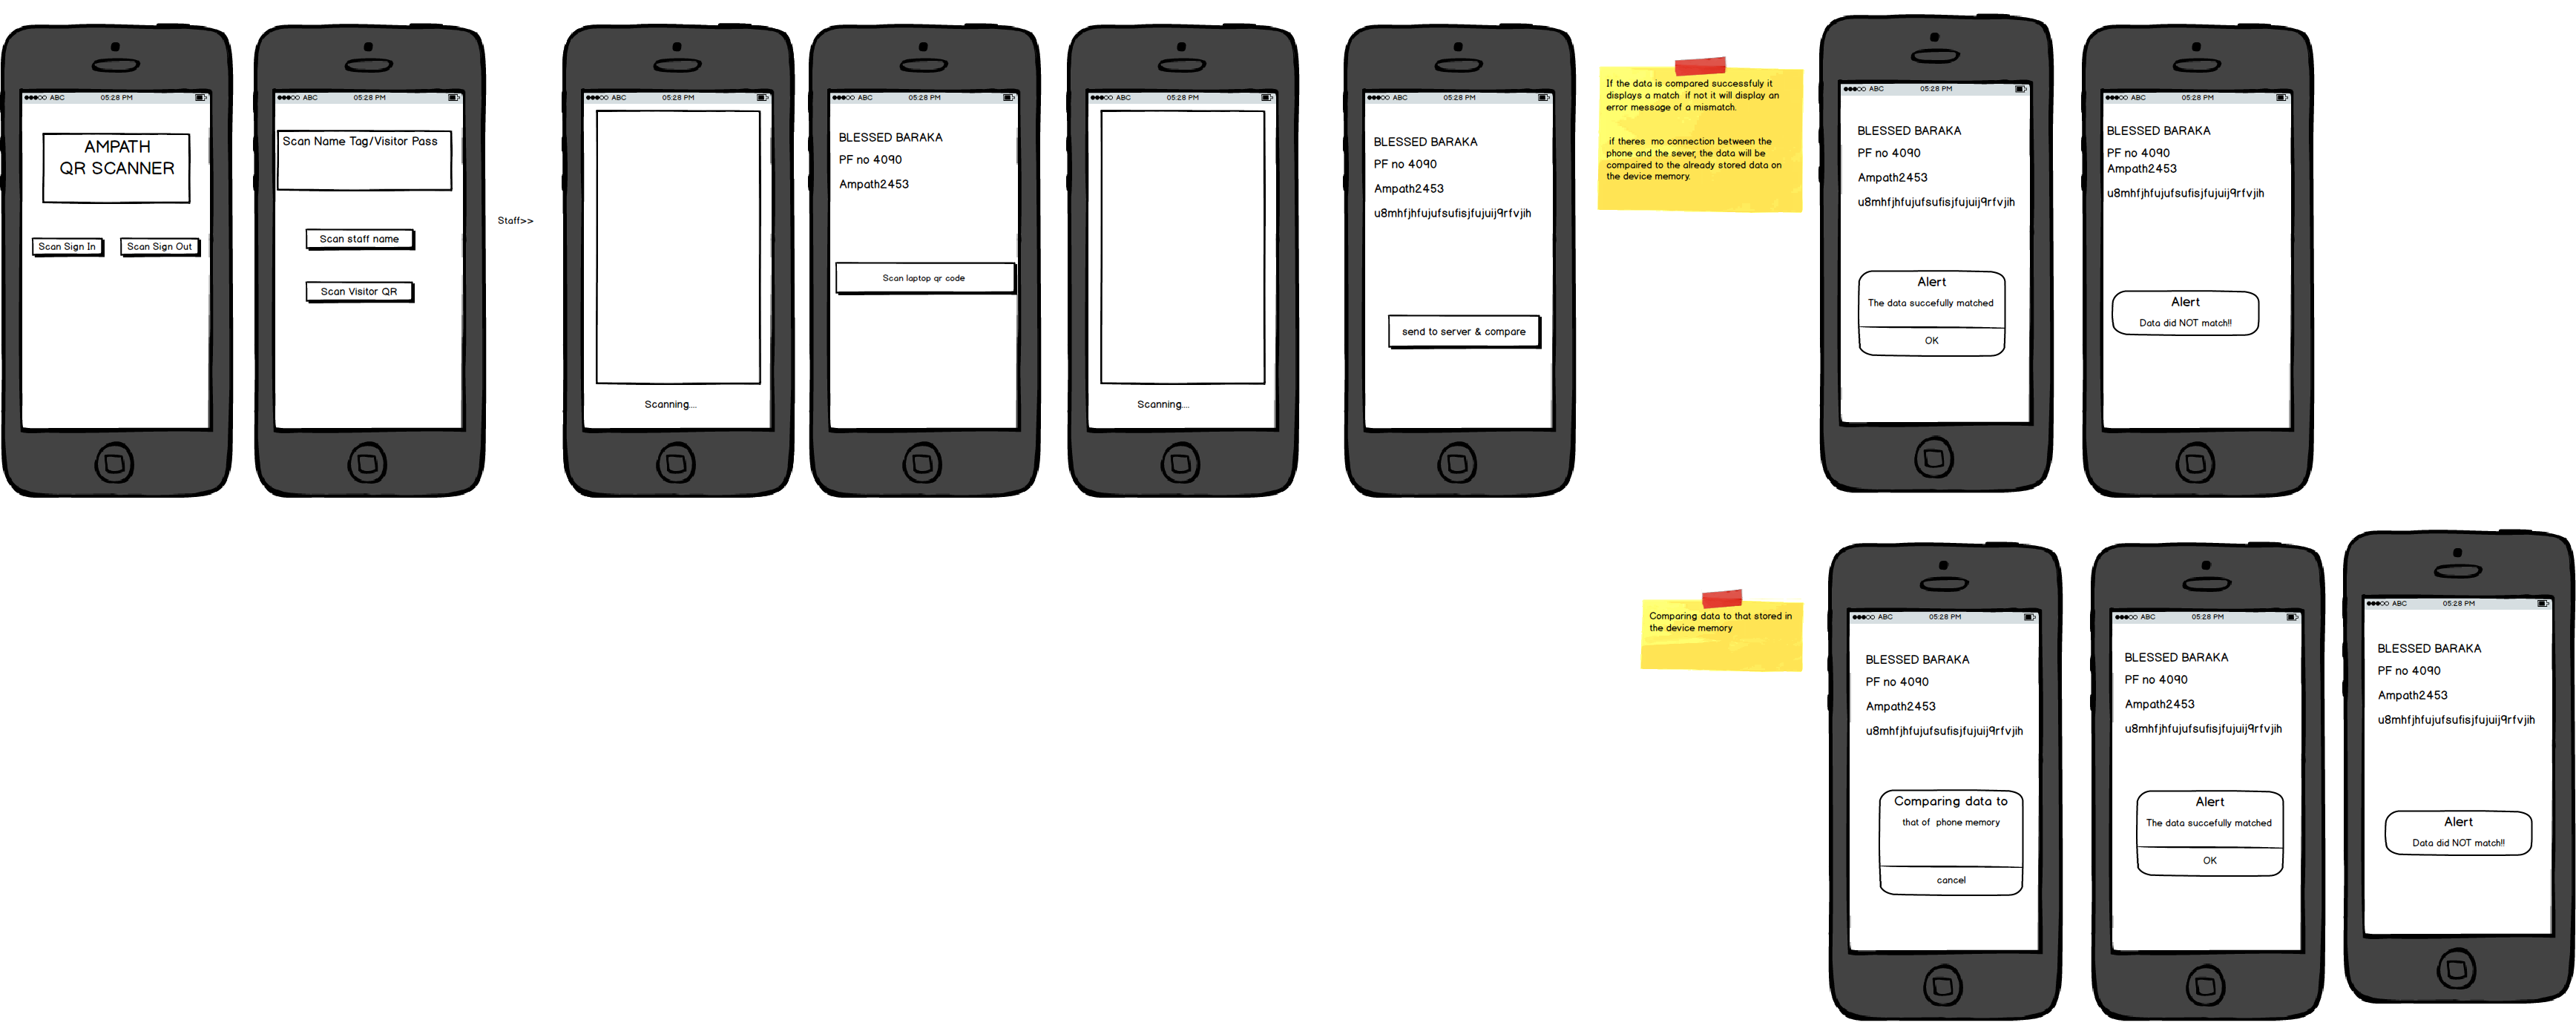 ABC 05:28 PM
AMPATH
QR SCANNER
Scan Sign In
Scan Sign Out
ABC 05:28 PM
Scan Name Tag/Visitor Pass
Scan staff name
Scan Visitor QR
Staff>>
ABC 05:28 PM
Scanning....
ABC 05:28 PM
BLESSED BARAKA
PF no 4090
Ampath2453
Scan laptop qr code
ABC 05:28 PM
Scanning....
ABC 05:28 PM
BLESSED BARAKA
PF no 4090
Ampath2453
u8mhfjhfujufsufisjfujuij9rfvjih
send to server & compare
If the data is compared successfuly it
displays a match if not it will display an
error message of a mismatch.
if theres mo connection between the
phone and the sever, the data will be
compaired to the already stored data on
the device memory.
ABC 05:28 PM
BLESSED BARAKA
PF no 4090
Ampath2453
u8mhfjhfujufsufisjfujuij9rfvjih
Alert
The data succefully matched
OK
ABC 05:28 PM
BLESSED BARAKA
PF no 4090
Ampath2453
u8mhfjhfujufsufisjfujuij9rfvjih
Alert
Data did NOT match!!
Comparing data to that stored in
the device memory
ABC 05:28 PM
BLESSED BARAKA
PF no 4090
Ampath2453
u8mhfjhfujufsufisjfujuij9rfvjih
Comparing data to
that of phone memory
cancel
ABC 05:28 PM
BLESSED BARAKA
PF no 4090
Ampath2453
u8mhfjhfujufsufisjfujuij9rfvjih
Alert
The data succefully matched
OK
ABC 05:28 PM
BLESSED BARAKA
PF no 4090
Ampath2453
u8mhfjhfujufsufisjfujuij9rfvjih
Alert
Data did NOT match!!